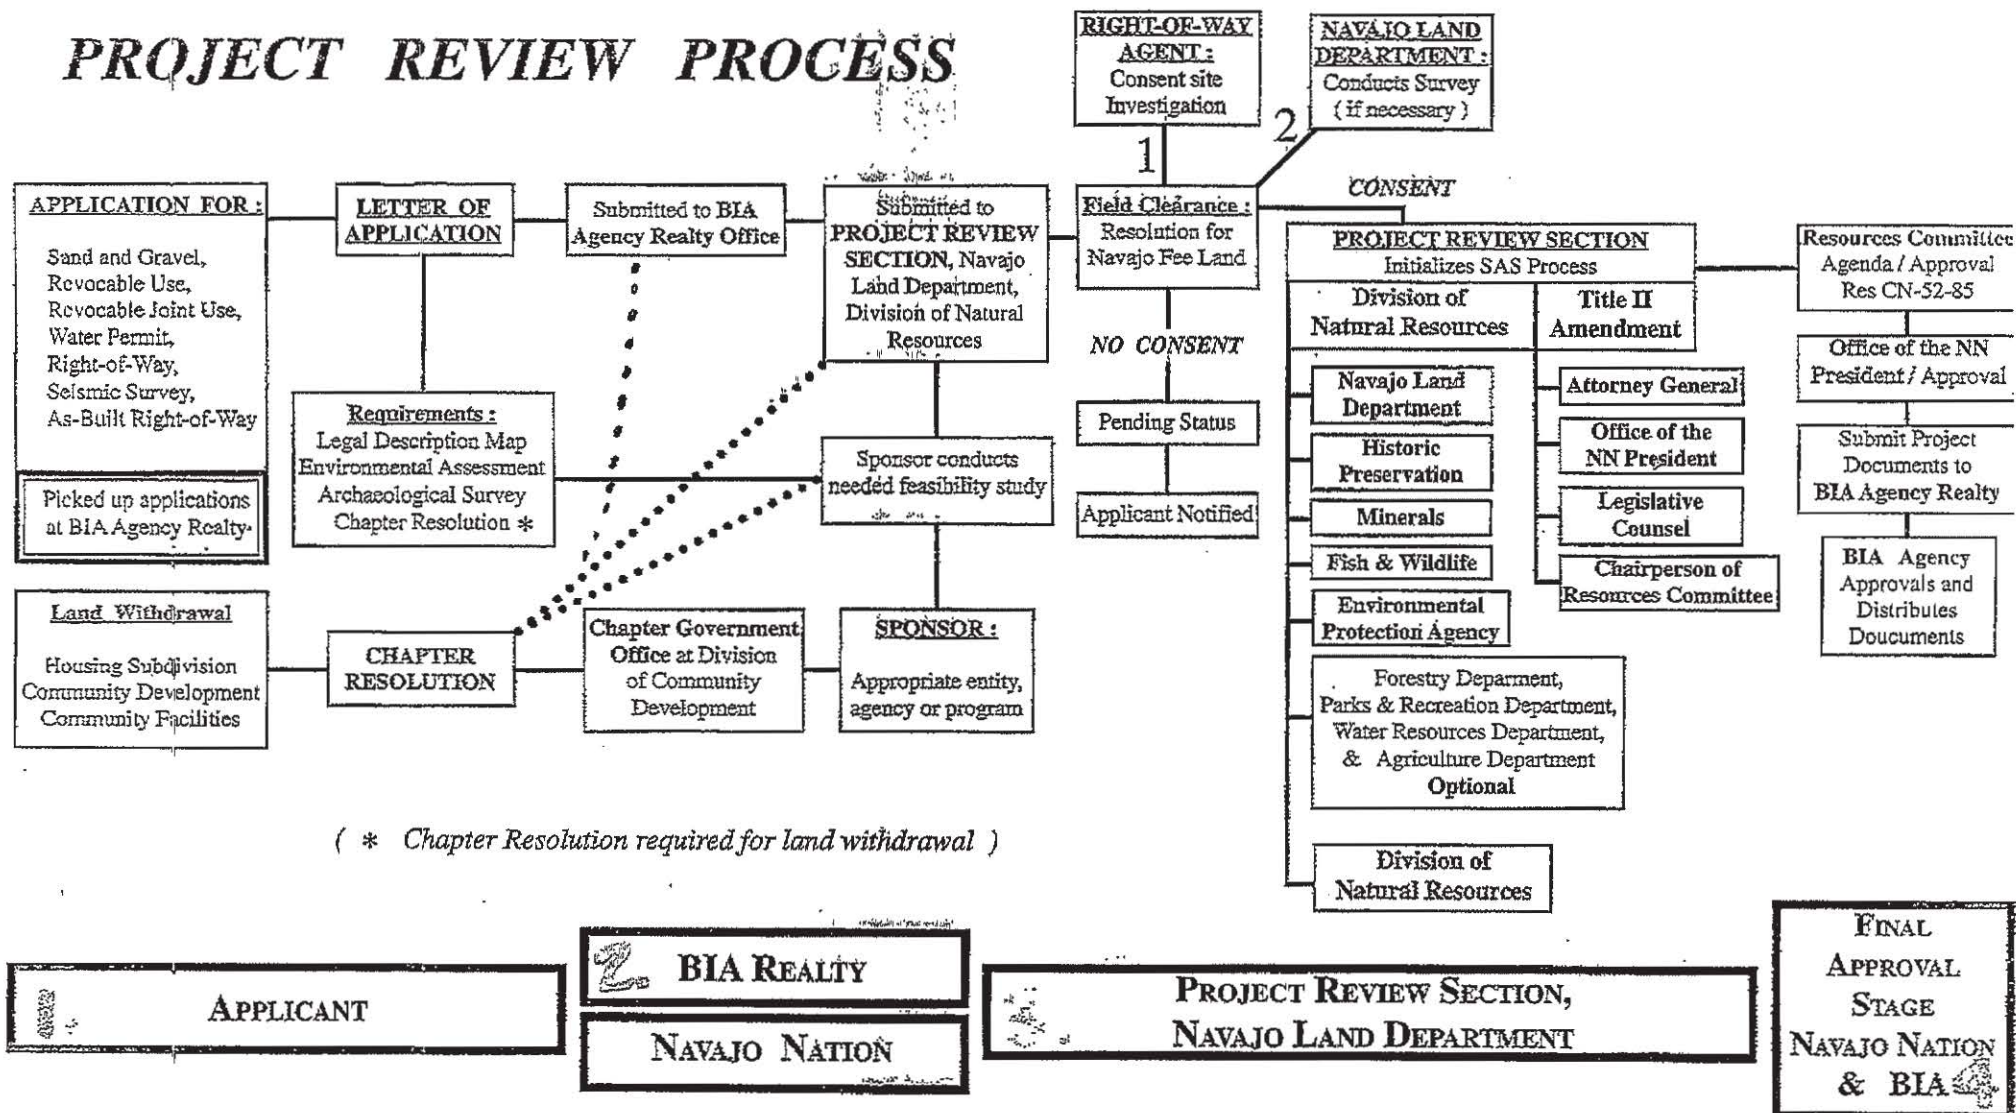 PROJECT REVIEW PROCESS
RIGHT-OF-WAY
AGENT :
Consent site
Investigation
NAVAJO LAND
DEPARTMENT :
Conducts Survey
( if necessary )
1
2
APPLICATION FOR :
Sand and Gravel,
Revocable Use,
Revocable Joint Use,
Water Permit,
Right-of-Way,
Seismic Survey,
As-Built Right-of-Way
Picked up applications
at BIA Agency Realty.
LETTER OF
APPLICATION
Submitted to BIA
Agency Realty Office
Submitted to
PROJECT REVIEW
SECTION, Navajo
Land Department,
Division of Natural
Resources
Field Clearance :
Resolution for
Navajo Fee Land
CONSENT
NO CONSENT
Pending Status
Applicant Notified
Requirements :
Legal Description Map
Environmental Assessment
Archaeological Survey
Chapter Resolution *
Sponsor conducts
needed feasibility study
Land Withdrawal
Housing Subdivision
Community Development
Community Facilities
CHAPTER
RESOLUTION
Chapter Government
Office at Division
of Community
Development
SPONSOR :
Appropriate entity,
agency or program
PROJECT REVIEW SECTION
Initializes SAS Process
Division of
Natural Resources
Title II
Amendment
Navajo Land
Department
Historic
Preservation
Minerals
Fish & Wildlife
Environmental
Protection Agency
Forestry Deparment,
Parks & Recreation Department,
Water Resources Department,
& Agriculture Department
Optional
Division of
Natural Resources
Attorney General
Office of the
NN President
Legislative
Counsel
Chairperson of
Resources Committee
Resources Committee
Agenda / Approval
Res CN-52-85
Office of the NN
President / Approval
Submit Project
Documents to
BIA Agency Realty
BIA Agency
Approvals and
Distributes
Doucuments
( * Chapter Resolution required for land withdrawal )
1. APPLICANT
2. BIA REALTY
NAVAJO NATION
3. PROJECT REVIEW SECTION,
NAVAJO LAND DEPARTMENT
FINAL
APPROVAL
STAGE
NAVAJO NATION
& BIA 4